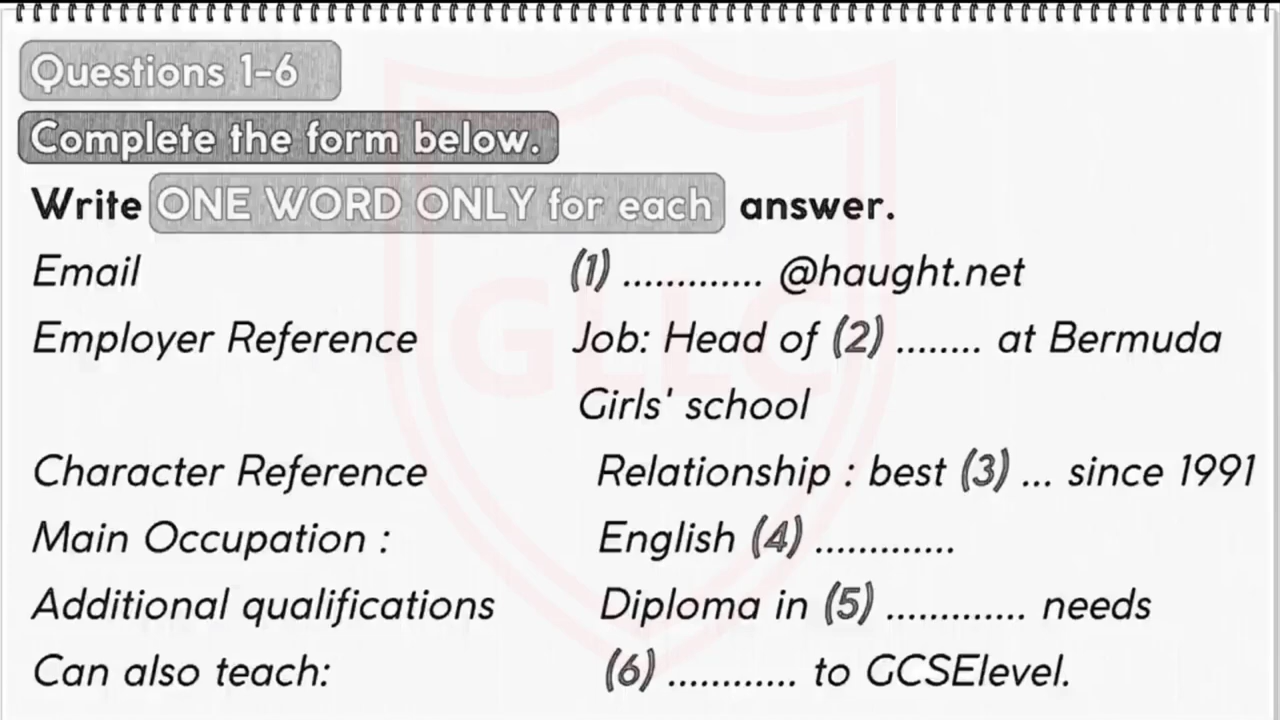 Questions 1-6
Complete the form below.
Write ONE WORD ONLY for each answer.
Email (1) ............. @haught.net
Employer Reference Job: Head of (2) ........ at Bermuda
Girls' school
Character Reference Relationship : best (3) ... since 1991
Main Occupation : English (4) .............
Additional qualifications Diploma in (5) ............. needs
Can also teach: (6) ............ to GCSElevel.
GLLC